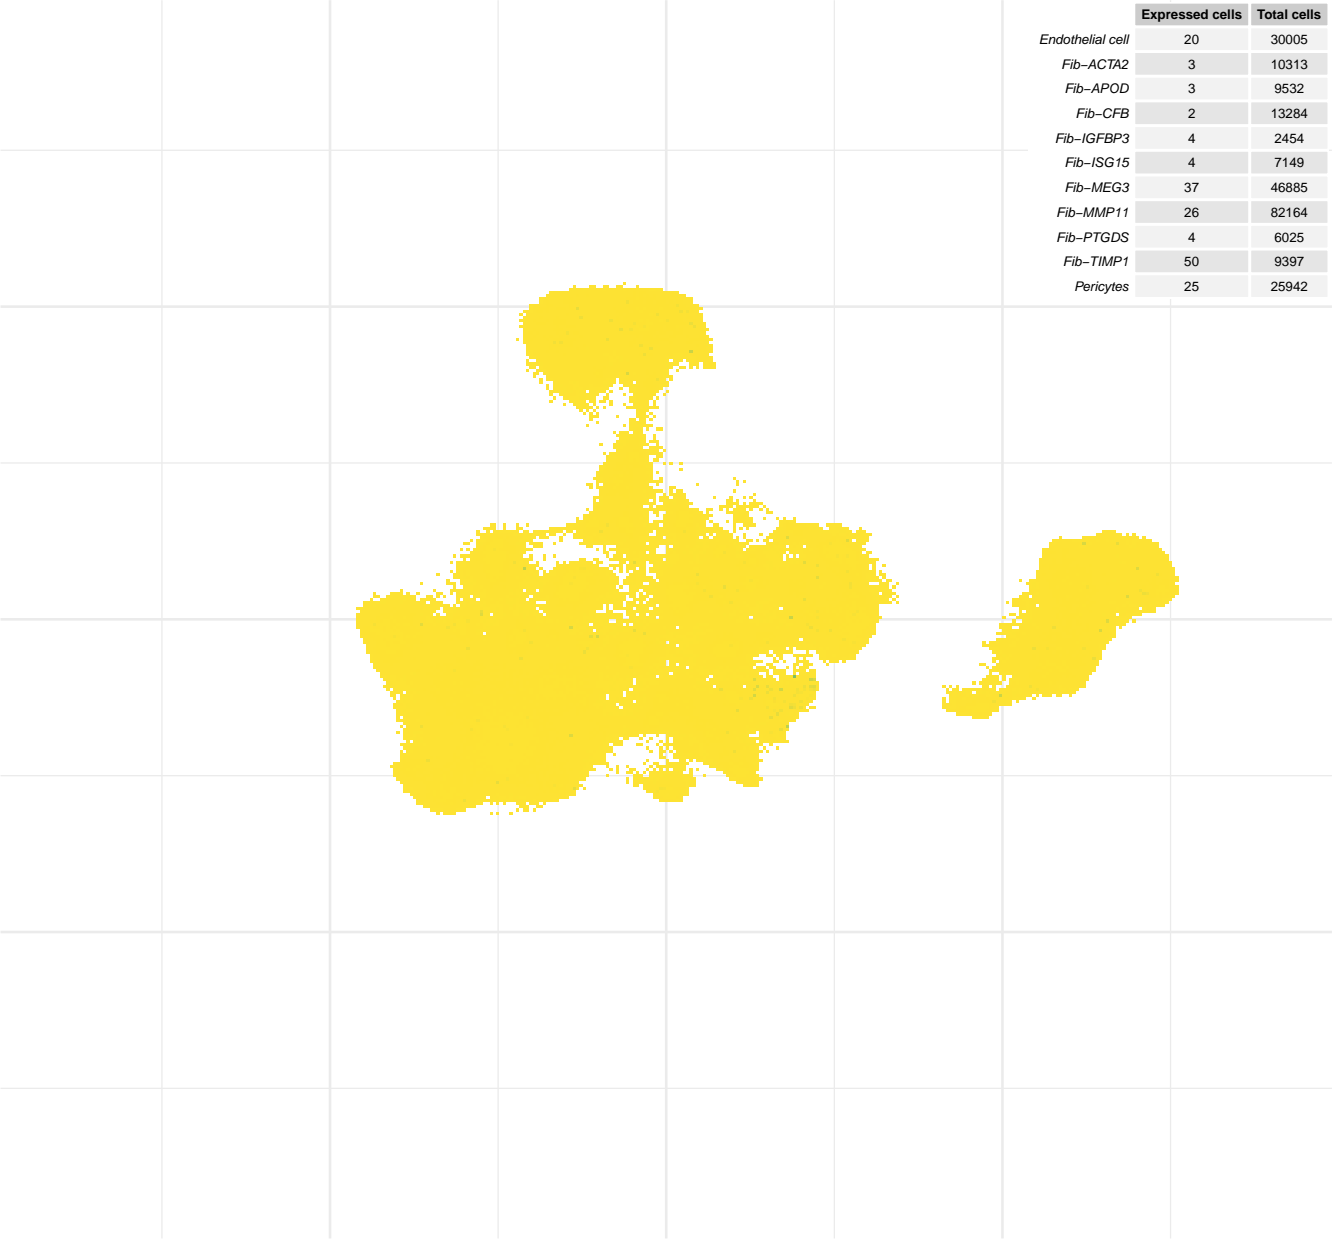 Expressed cells Total cells
Endothelial cell 20 30005
Fib−ACTA2 3 10313
Fib−APOD 3 9532
Fib−CFB 2 13284
Fib−IGFBP3 4 2454
Fib−ISG15 4 7149
Fib−MEG3 37 46885
Fib−MMP11 26 82164
Fib−PTGDS 4 6025
Fib−TIMP1 50 9397
Pericytes 25 25942